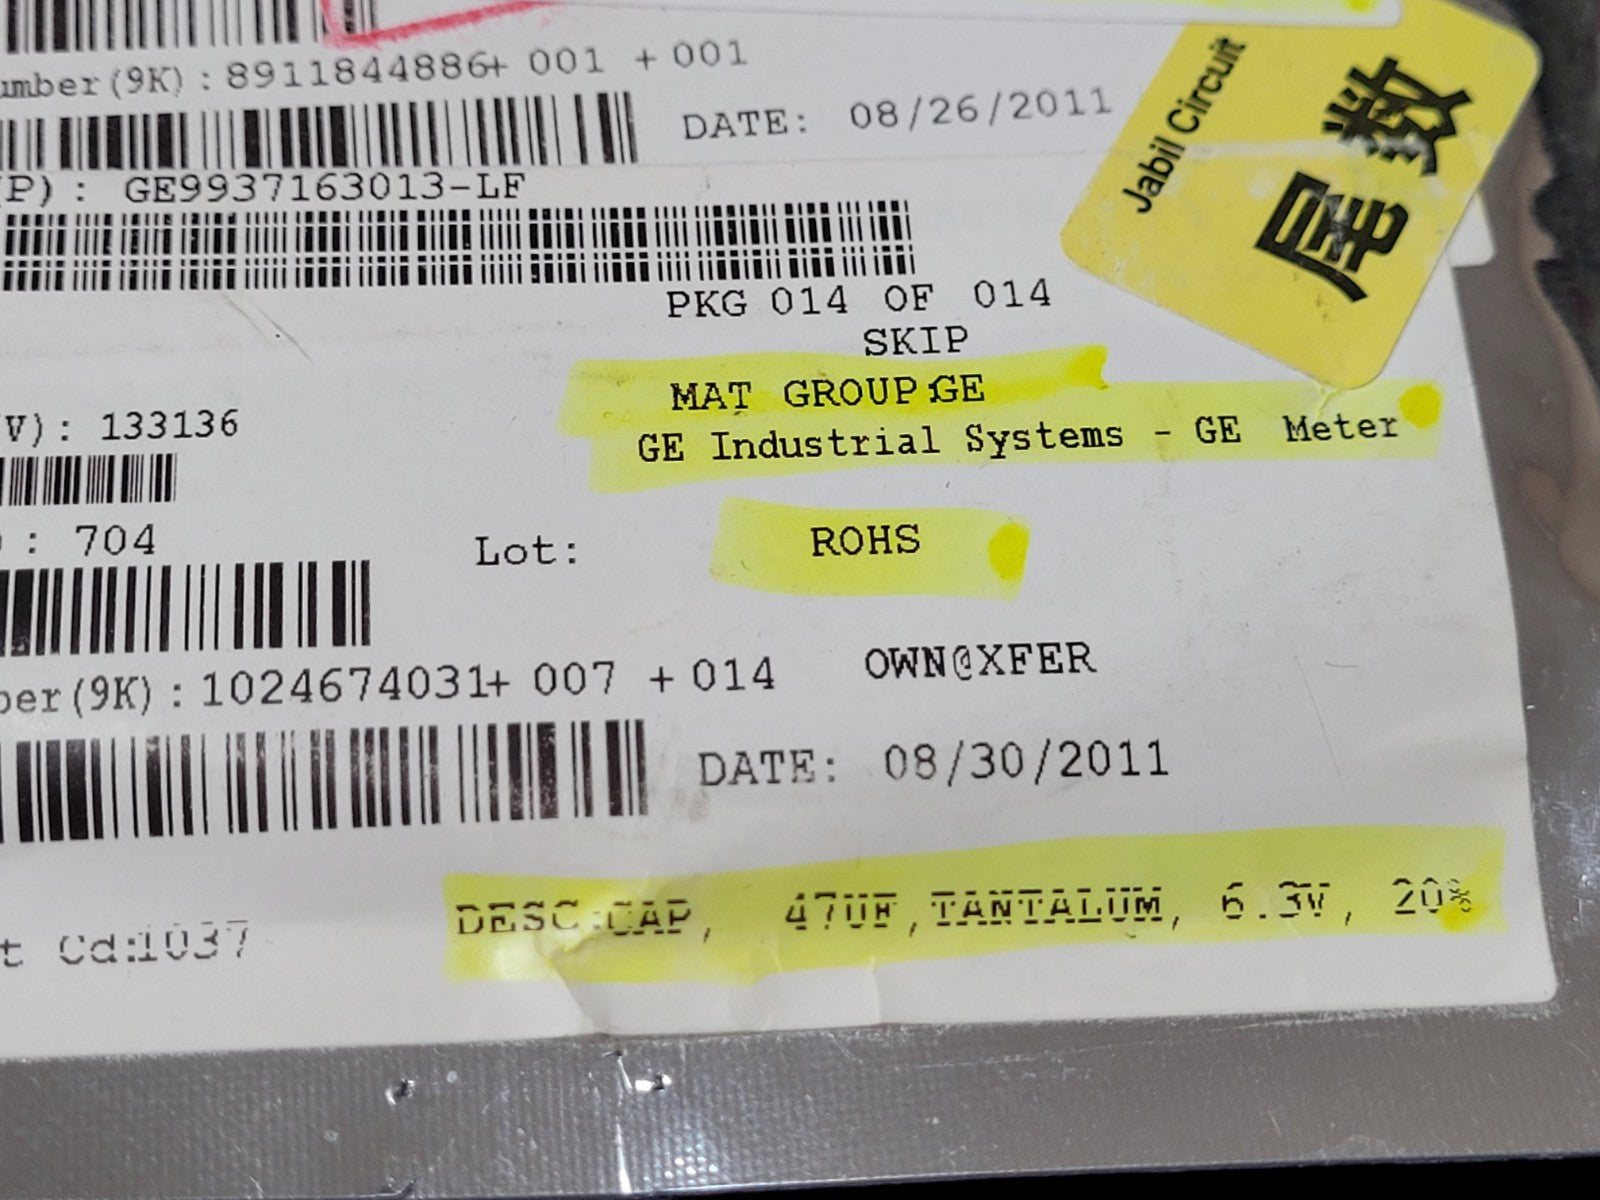 umber(9K):8911844886+ 001 + 001
DATE: 08/26/2011
Jabil Circuit
尾数
(P): GE9937163013-LF
PKG 014 OF 014
SKIP
MAT GROUP:GE
GE Industrial Systems - GE Meter
V): 133136
: 704
Lot:
ROHS
ber(9K):1024674031+ 007 + 014
OWN@XFER
DATE: 08/30/2011
DESC:CAP, 47UF,TANTALUM, 6.3V, 20%
t Cd:1037